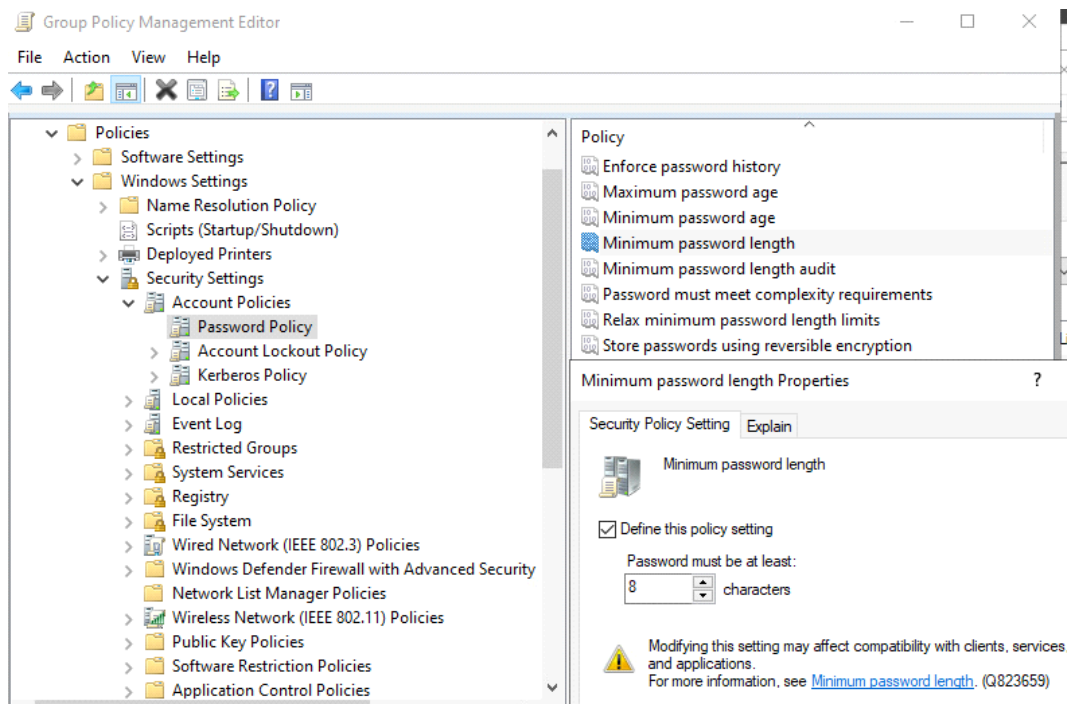 Group Policy Management Editor
File Action View Help
Policies
Software Settings
Windows Settings
Name Resolution Policy
Scripts (Startup/Shutdown)
Deployed Printers
Security Settings
Account Policies
Password Policy
Account Lockout Policy
Kerberos Policy
Local Policies
Event Log
Restricted Groups
System Services
Registry
File System
Wired Network (IEEE 802.3) Policies
Windows Defender Firewall with Advanced Security
Network List Manager Policies
Wireless Network (IEEE 802.11) Policies
Public Key Policies
Software Restriction Policies
Application Control Policies
Policy
Enforce password history
Maximum password age
Minimum password age
Minimum password length
Minimum password length audit
Password must meet complexity requirements
Relax minimum password length limits
Store passwords using reversible encryption
Minimum password length Properties ?
Security Policy Setting Explain
Minimum password length
Define this policy setting
Password must be at least:
8 characters
Modifying this setting may affect compatibility with clients, services,
and applications.
For more information, see Minimum password length. (Q823659)